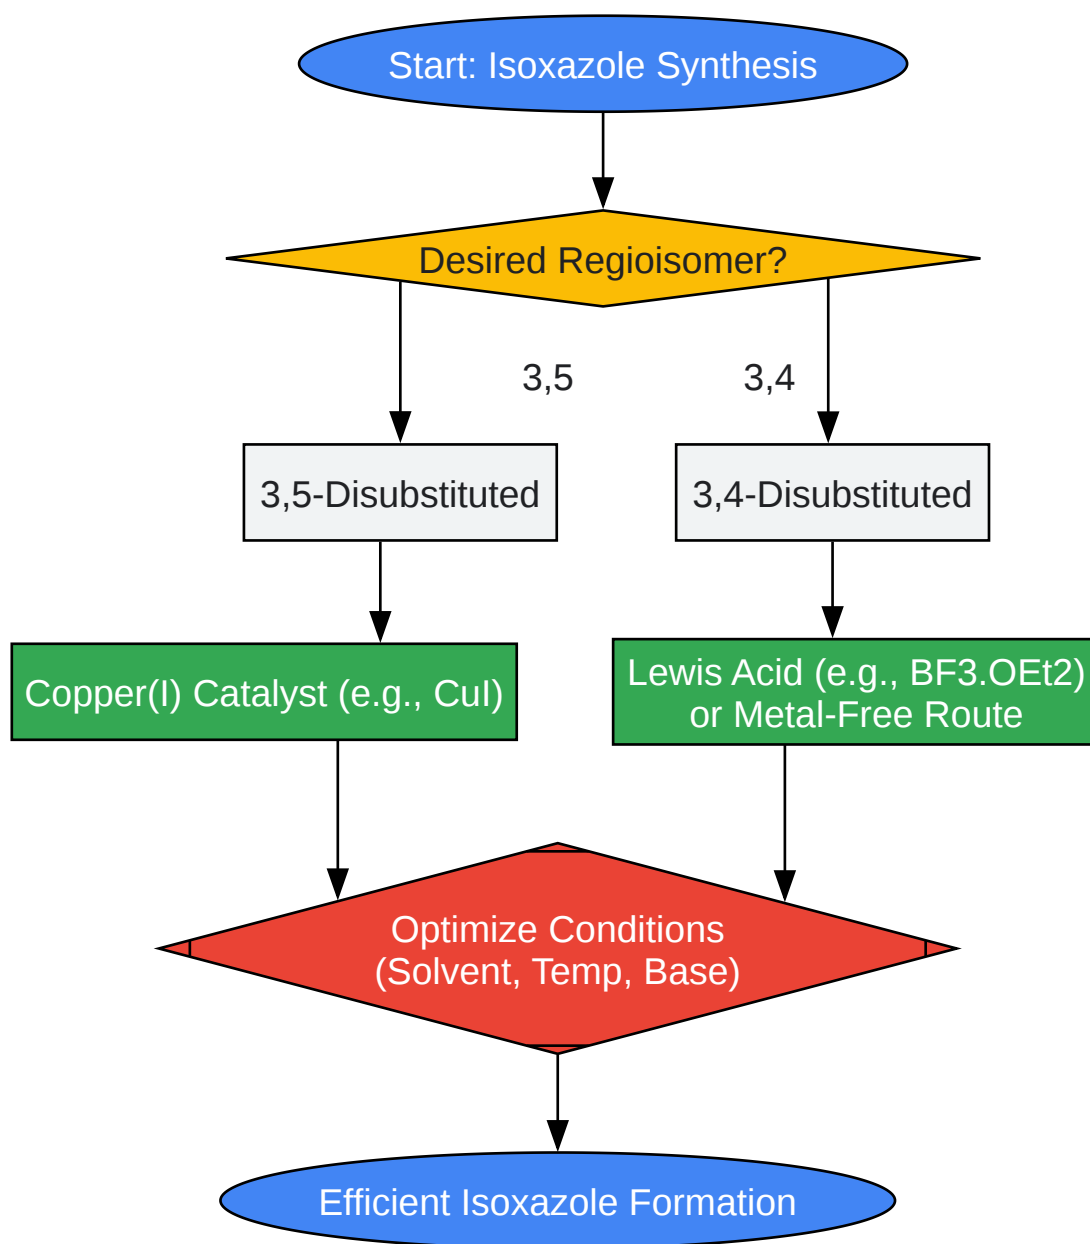 Start: Isoxazole Synthesis
Desired Regioisomer?
3,5
3,4
3,5-Disubstituted
3,4-Disubstituted
Copper(I) Catalyst (e.g., CuI)
Lewis Acid (e.g., BF3.OEt2)
or Metal-Free Route
Optimize Conditions
(Solvent, Temp, Base)
Efficient Isoxazole Formation